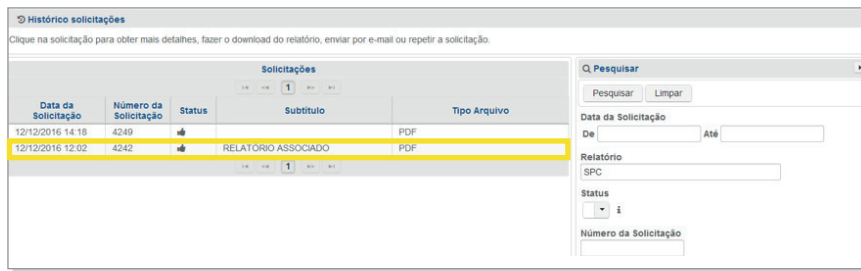 Histórico solicitações
Clique na solicitação para obter mais detalhes, fazer o download do relatório, enviar por e-mail ou repetir a solicitação.
Solicitações
1
Data da Solicitação Número da Solicitação Status Subtítulo Tipo Arquivo
12/12/2016 14:18 4249 PDF
12/12/2016 12:02 4242 RELATORIO ASSOCIADO PDF
1
Pesquisar
Pesquisar Limpar
Data da Solicitação
De Até
Relatório
SPC
Status
i
Número da Solicitação